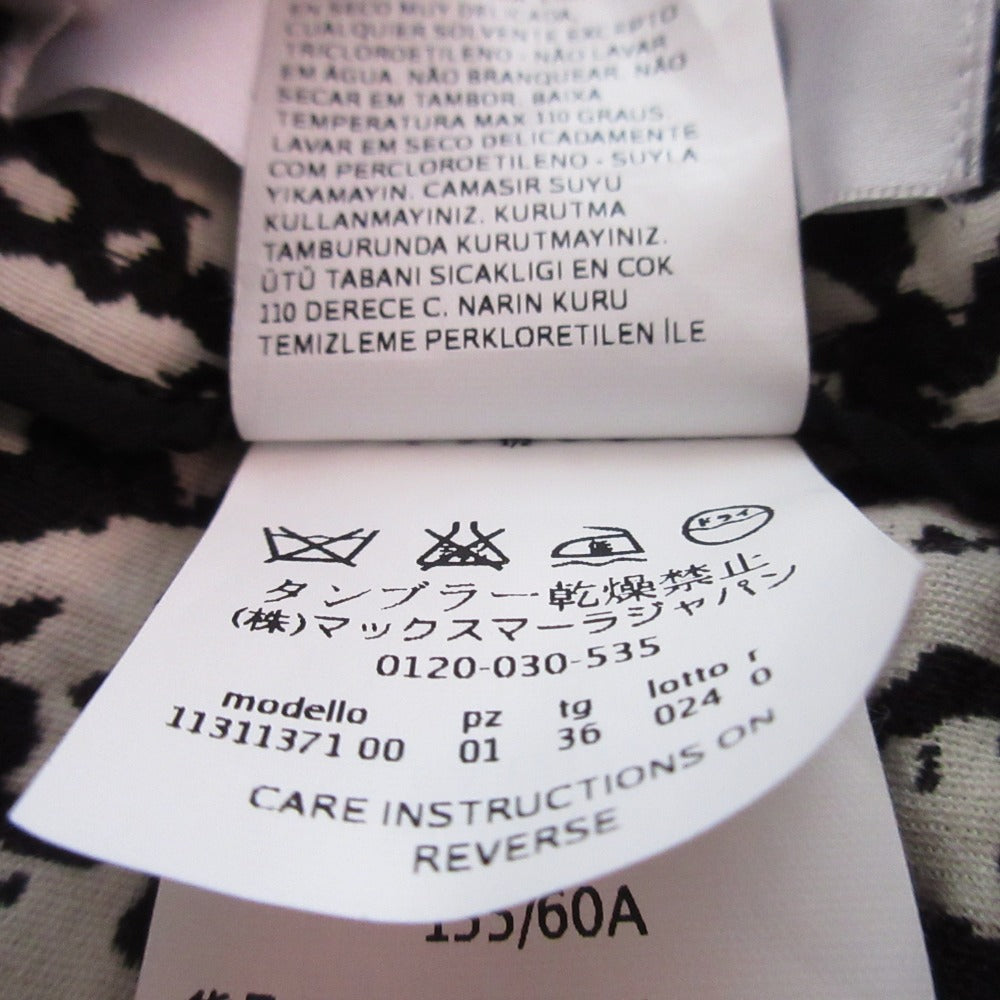 EN SECO MUY DELICADA.
CUALQUIER SOLVENTE EXCEPTO
TRICLOROETILENO - NÃO LAVAR
EM ÁGUA. NÃO BRANQUEAR. NÃO
SECAR EM TAMBOR. BAIXA
TEMPERATURA MAX 110 GRAUS.
LAVAR EM SECO DELICADAMENTE
COM PERCLOROETILENO - SUYLA
YIKAMAYIN. CAMASIR SUYU
KULLANMAYINIZ. KURUTMA
TAMBURUNDA KURUTMAYINIZ.
ÜTÜ TABANI SICAKLIGI EN COK
110 DERECE C. NARIN KURU
TEMIZLEME PERKLORETILEN İLE
ドライ
タンブラー乾燥禁止
(株)マックスマーラジャパン
0120-030-535
modello pz tg lotto r
11311371 00 01 36 024 0
CARE INSTRUCTIONS ON
REVERSE
155/60A